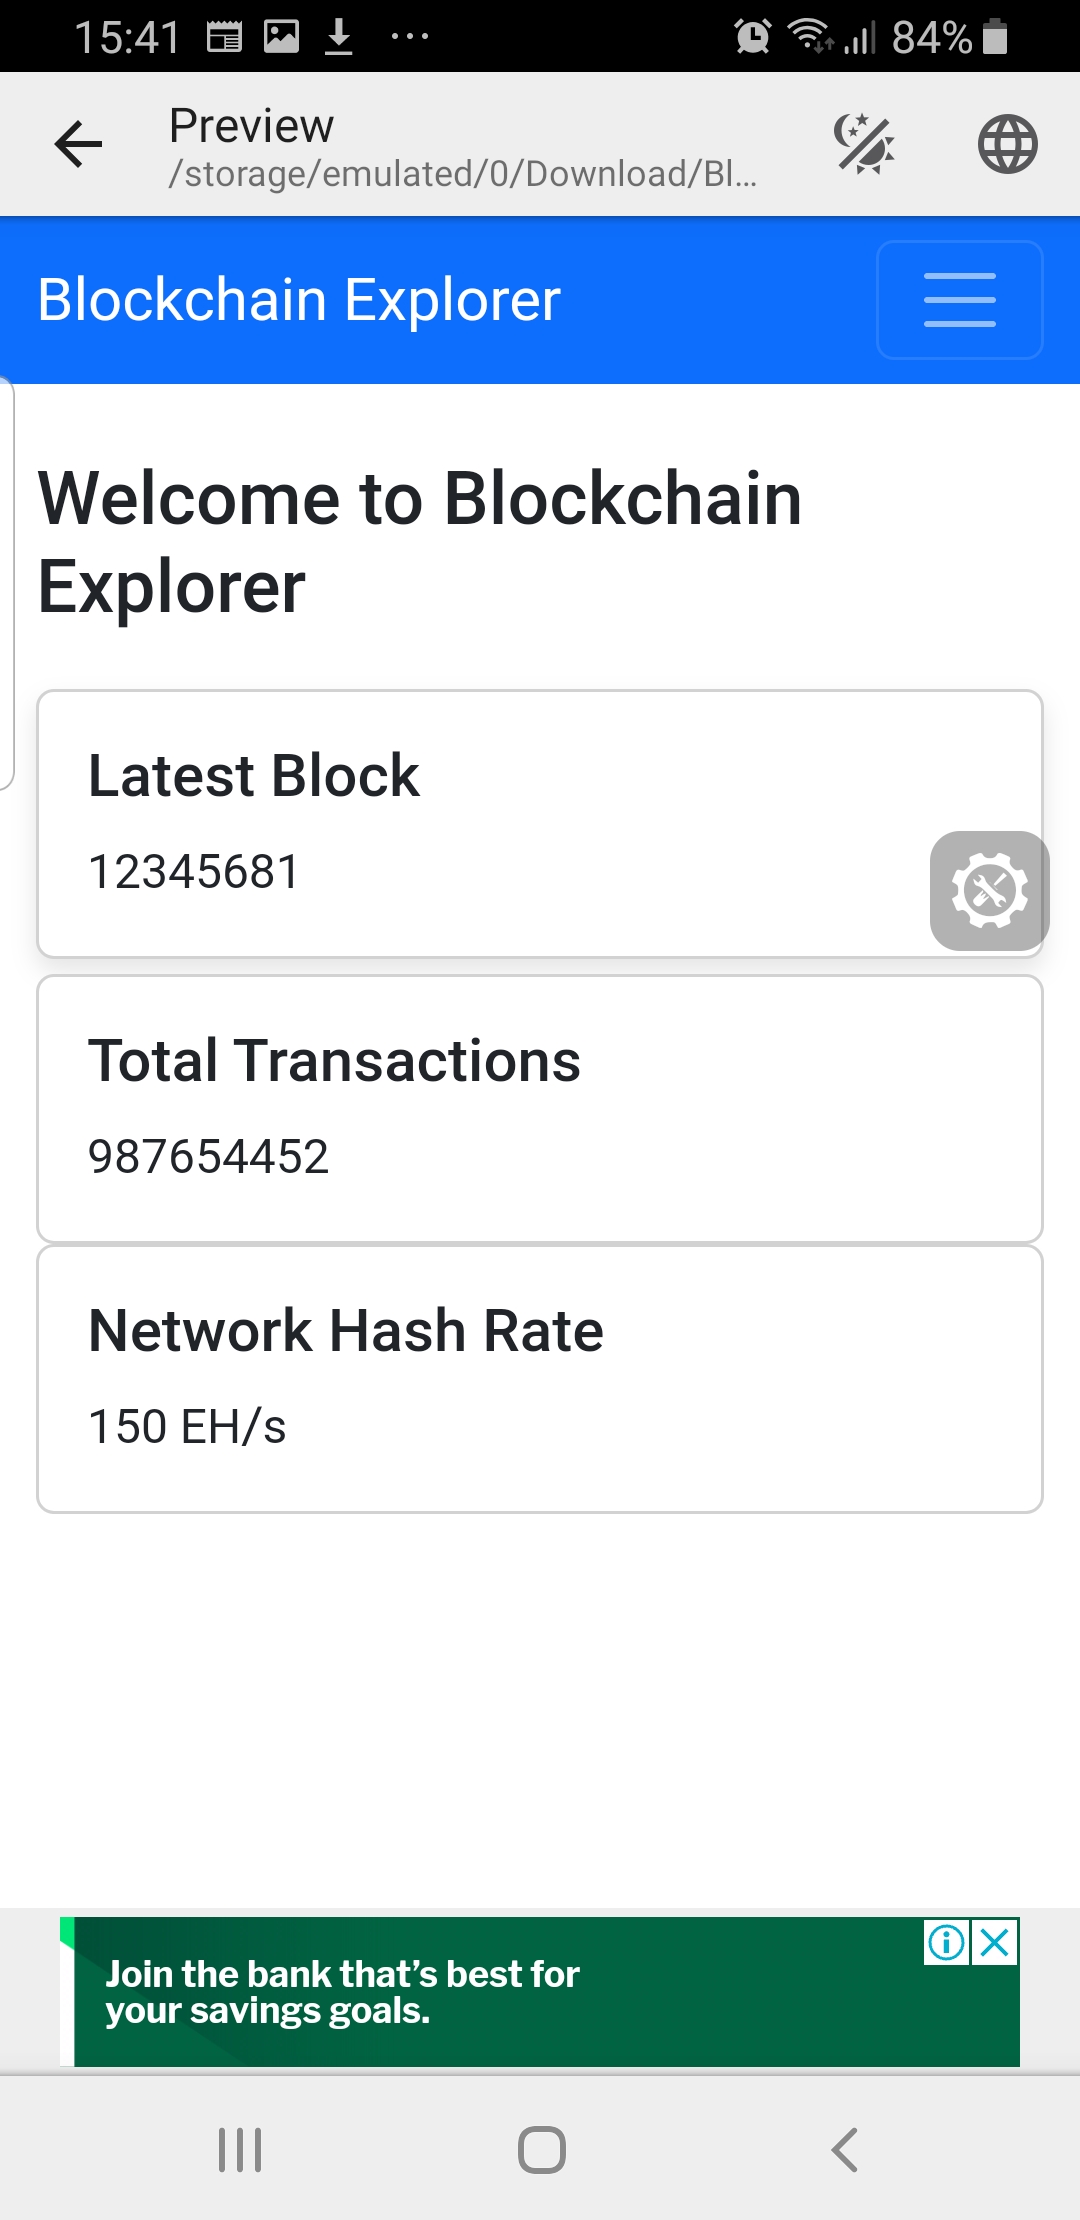 15:41
84%
Preview
/storage/emulated/0/Download/Bl...
Blockchain Explorer
Welcome to Blockchain
Explorer
Latest Block
12345681
Total Transactions
987654452
Network Hash Rate
150 EH/s
Join the bank that's best for
your savings goals.